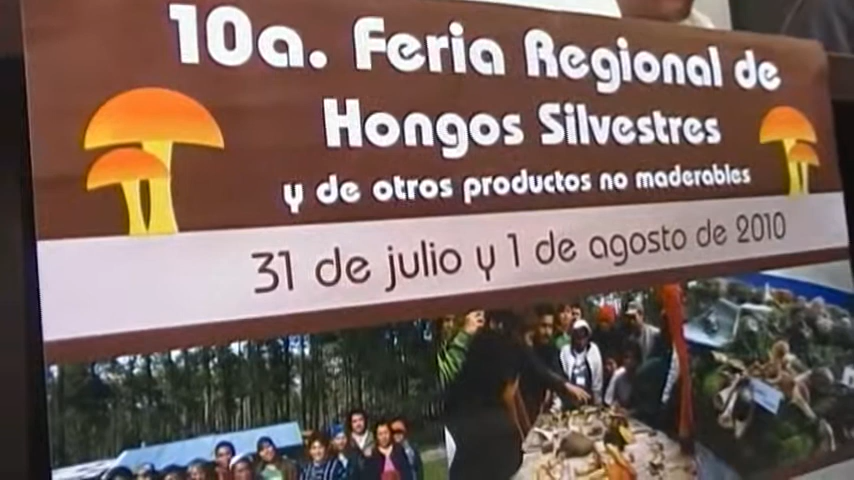 10a. Feria Regional de
Hongos Silvestres
y de otros productos no maderables
31 de julio y 1 de agosto de 2010